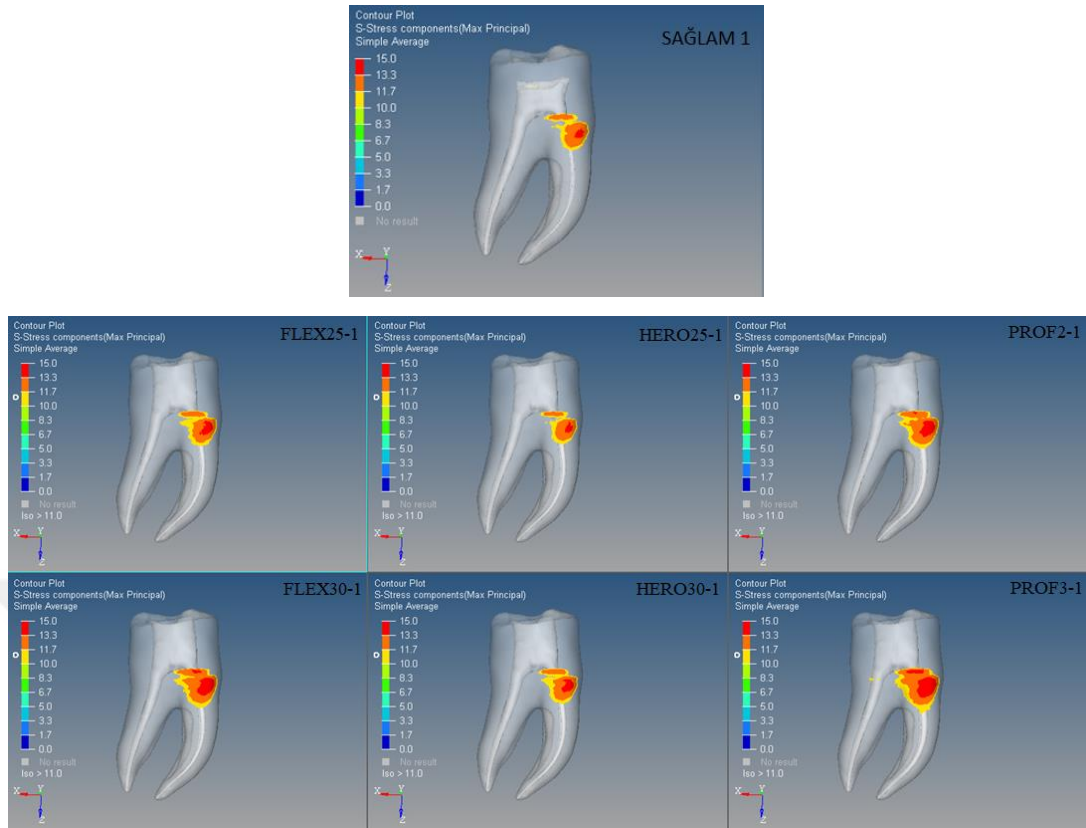 Contour Plot
S-Stress components(Max Principal)
Simple Average
SAĞLAM 1
15.0
13.3
11.7
10.0
8.3
6.7
5.0
3.3
1.7
0.0
No result
X Y
Z
Contour Plot
S-Stress components(Max Principal)
Simple Average
FLEX25-1
15.0
13.3
11.7
10.0
8.3
6.7
5.0
3.3
1.7
0.0
No result
Iso > 11.0
X Y
Z
Contour Plot
S-Stress components(Max Principal)
Simple Average
HERO25-1
15.0
13.3
11.7
10.0
8.3
6.7
5.0
3.3
1.7
0.0
No result
Iso > 11.0
X Y
Z
Contour Plot
S-Stress components(Max Principal)
Simple Average
PROF2-1
15.0
13.3
11.7
10.0
8.3
6.7
5.0
3.3
1.7
0.0
No result
Iso > 11.0
X Y
Z
Contour Plot
S-Stress components(Max Principal)
Simple Average
FLEX30-1
15.0
13.3
11.7
10.0
8.3
6.7
5.0
3.3
1.7
0.0
No result
Iso > 11.0
X Y
Z
Contour Plot
S-Stress components(Max Principal)
Simple Average
HERO30-1
15.0
13.3
11.7
10.0
8.3
6.7
5.0
3.3
1.7
0.0
No result
Iso > 11.0
X Y
Z
Contour Plot
S-Stress components(Max Principal)
Simple Average
PROF3-1
15.0
13.3
11.7
10.0
8.3
6.7
5.0
3.3
1.7
0.0
No result
Iso > 11.0
X Y
Z